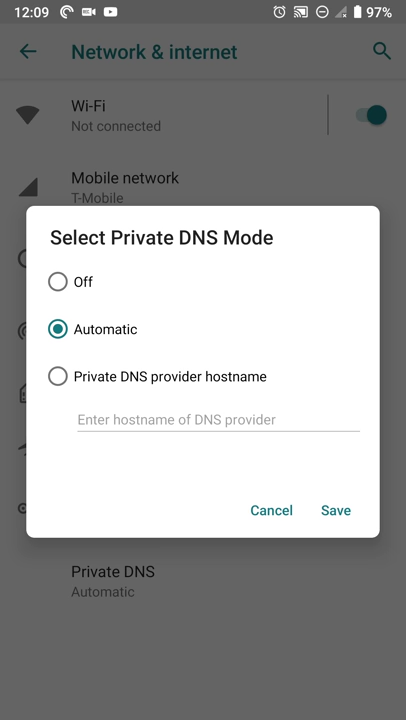 12:09
97%
Network & internet
Wi-Fi
Not connected
Mobile network
T-Mobile
Select Private DNS Mode
Off
Automatic
Private DNS provider hostname
Enter hostname of DNS provider
Cancel Save
Private DNS
Automatic